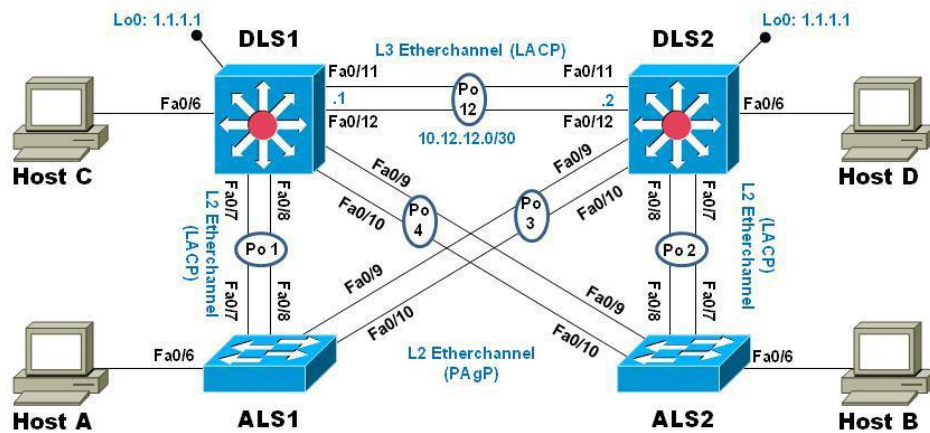 Lo0: 1.1.1.1
Lo0: 1.1.1.1
DLS1
DLS2
L3 Etherchannel (LACP)
Fa0/11
Fa0/11
Po
12
.1
.2
Fa0/12
Fa0/12
10.12.12.0/30
Fa0/6
Fa0/6
Host C
Host D
Fa0/7
Fa0/8
Fa0/9
Fa0/10
Fa0/9
Fa0/10
Fa0/8
Fa0/7
L2 Etherchannel
(LACP)
Po 1
Po
4
Po
3
Po 2
L2 Etherchannel
(LACP)
Fa0/7
Fa0/8
Fa0/9
Fa0/10
Fa0/9
Fa0/10
Fa0/8
Fa0/7
L2 Etherchannel
(PAgP)
Fa0/6
Fa0/6
Host A
ALS1
ALS2
Host B